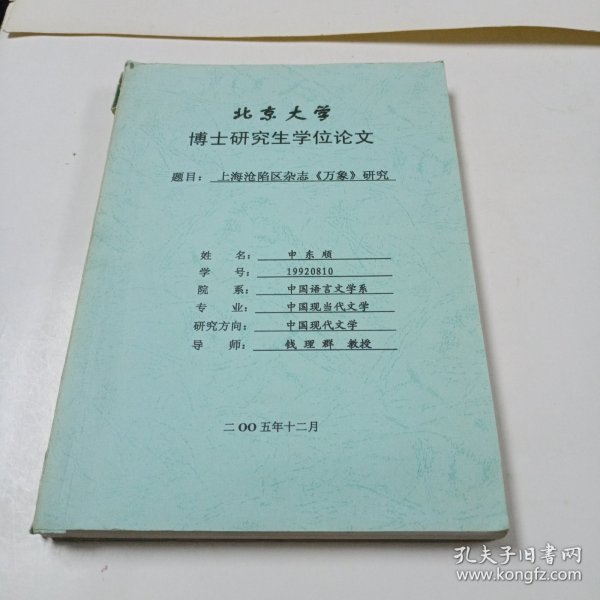 北京大学
博士研究生学位论文
题目：上海沧陷区杂志《万象》研究
姓名：申东顺
学号：19920810
院系：中国语言文学系
专业：中国现当代文学
研究方向：中国现代文学
导师：钱理群 教授
二OO五年十二月
孔夫子旧书网
www.kongfz.com